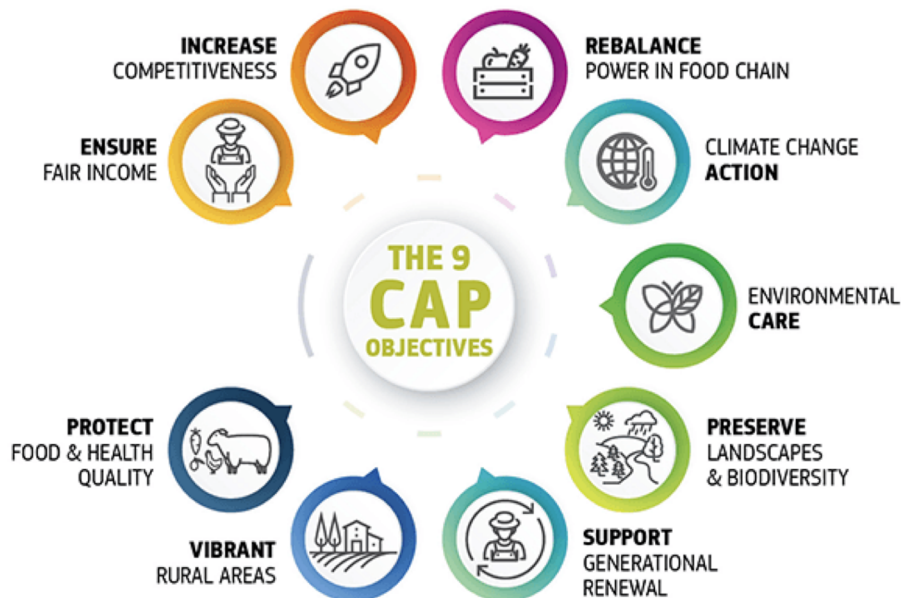 THE 9
CAP
OBJECTIVES
ENSURE
FAIR INCOME
INCREASE
COMPETITIVENESS
REBALANCE
POWER IN FOOD CHAIN
CLIMATE CHANGE
ACTION
ENVIRONMENTAL
CARE
PRESERVE
LANDSCAPES
& BIODIVERSITY
SUPPORT
GENERATIONAL
RENEWAL
VIBRANT
RURAL AREAS
PROTECT
FOOD & HEALTH
QUALITY